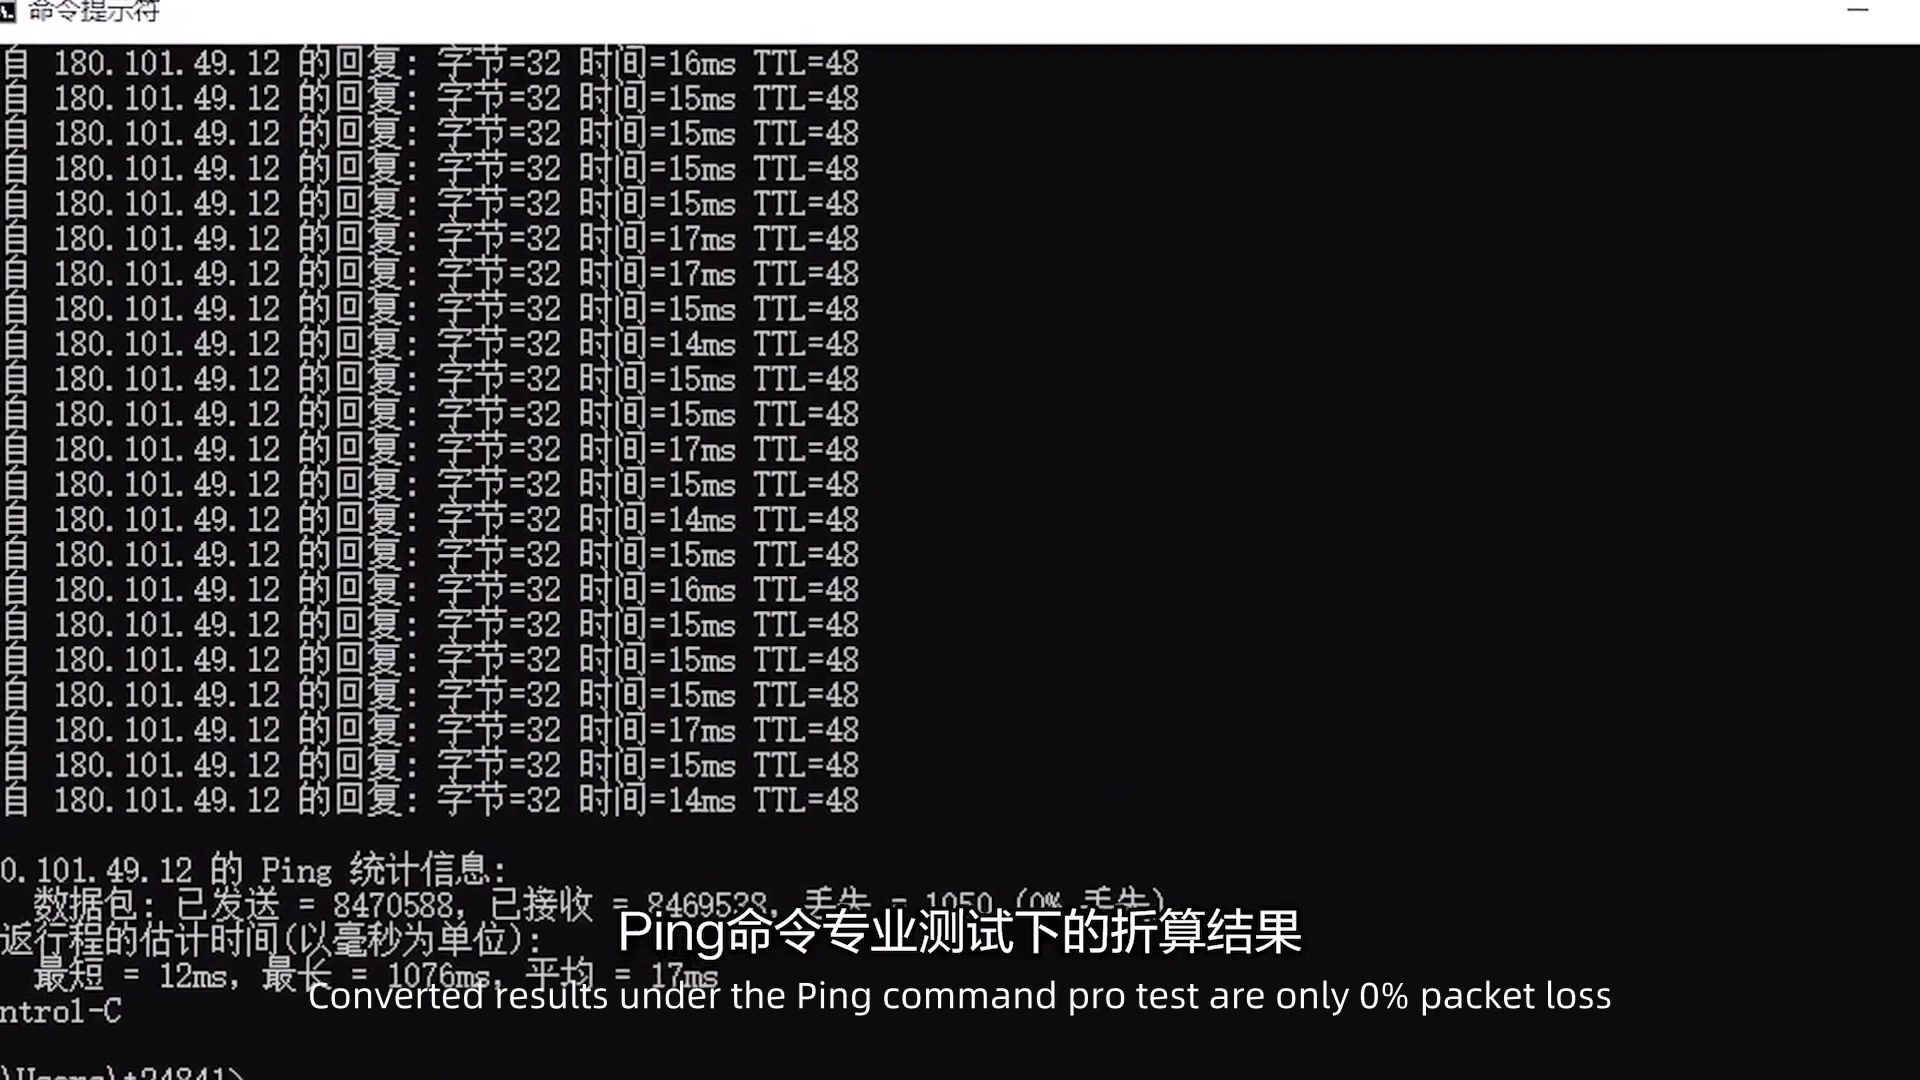 命令提示符
自 180.101.49.12 的回复: 字节=32 时间=16ms TTL=48
自 180.101.49.12 的回复: 字节=32 时间=15ms TTL=48
自 180.101.49.12 的回复: 字节=32 时间=15ms TTL=48
自 180.101.49.12 的回复: 字节=32 时间=15ms TTL=48
自 180.101.49.12 的回复: 字节=32 时间=15ms TTL=48
自 180.101.49.12 的回复: 字节=32 时间=17ms TTL=48
自 180.101.49.12 的回复: 字节=32 时间=17ms TTL=48
自 180.101.49.12 的回复: 字节=32 时间=15ms TTL=48
自 180.101.49.12 的回复: 字节=32 时间=14ms TTL=48
自 180.101.49.12 的回复: 字节=32 时间=15ms TTL=48
自 180.101.49.12 的回复: 字节=32 时间=15ms TTL=48
自 180.101.49.12 的回复: 字节=32 时间=17ms TTL=48
自 180.101.49.12 的回复: 字节=32 时间=15ms TTL=48
自 180.101.49.12 的回复: 字节=32 时间=14ms TTL=48
自 180.101.49.12 的回复: 字节=32 时间=15ms TTL=48
自 180.101.49.12 的回复: 字节=32 时间=16ms TTL=48
自 180.101.49.12 的回复: 字节=32 时间=15ms TTL=48
自 180.101.49.12 的回复: 字节=32 时间=15ms TTL=48
自 180.101.49.12 的回复: 字节=32 时间=15ms TTL=48
自 180.101.49.12 的回复: 字节=32 时间=17ms TTL=48
自 180.101.49.12 的回复: 字节=32 时间=15ms TTL=48
自 180.101.49.12 的回复: 字节=32 时间=14ms TTL=48
0.101.49.12 的 Ping 统计信息:
数据包: 已发送 = 8470588, 已接收 = 8469538, 丢失 = 1050 (0% 丢失)
返行程的估计时间(以毫秒为单位):
最短 = 12ms, 最长 = 1076ms, 平均 = 17ms
ntrol-C
Ping命令专业测试下的折算结果
Converted results under the Ping command pro test are only 0% packet loss